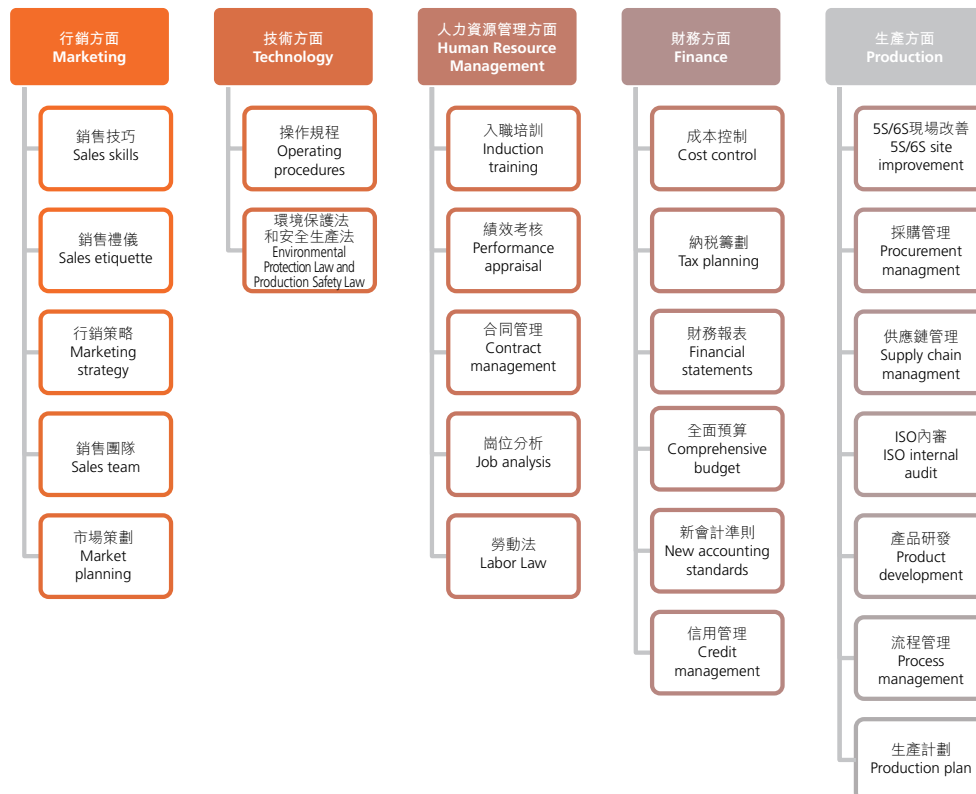 行銷方面
Marketing
銷售技巧
Sales skills
銷售禮儀
Sales etiquette
行銷策略
Marketing
strategy
銷售團隊
Sales team
市場策劃
Market
planning
技術方面
Technology
操作規程
Operating
procedures
環境保護法
和安全生產法
Environmental
Protection Law and
Production Safety Law
人力資源管理方面
Human Resource
Management
入職培訓
Induction
training
績效考核
Performance
appraisal
合同管理
Contract
management
崗位分析
Job analysis
勞動法
Labor Law
財務方面
Finance
成本控制
Cost control
納稅籌劃
Tax planning
財務報表
Financial
statements
全面預算
Comprehensive
budget
新會計準則
New accounting
standards
信用管理
Credit
management
生產方面
Production
5S/6S現場改善
5S/6S site
improvement
採購管理
Procurement
managment
供應鏈管理
Supply chain
managment
ISO內審
ISO internal
audit
產品研發
Product
development
流程管理
Process
management
生產計劃
Production plan